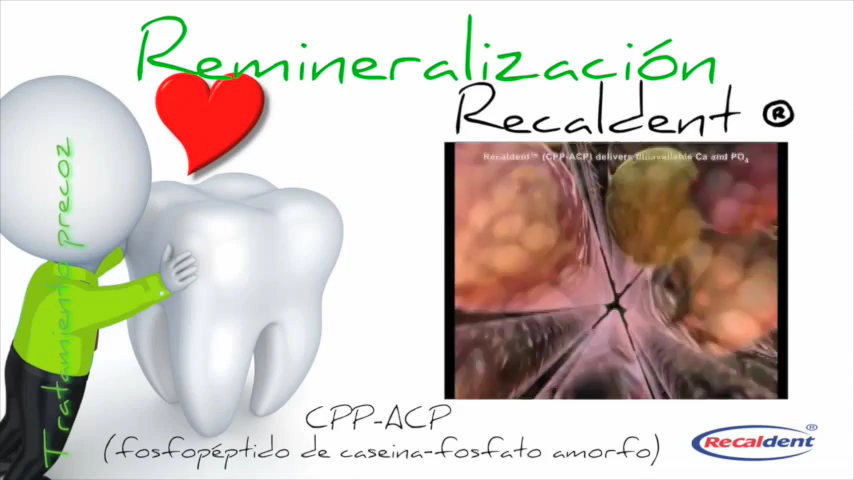 Remineralización
Recaldent ®
Recaldent™ (CPP-ACP) delivers bioavailable Ca and PO₄
Tratamiento precoz
CPP-ACP
(fosfopéptido de caseina-fosfato amorfo)
Recaldent®